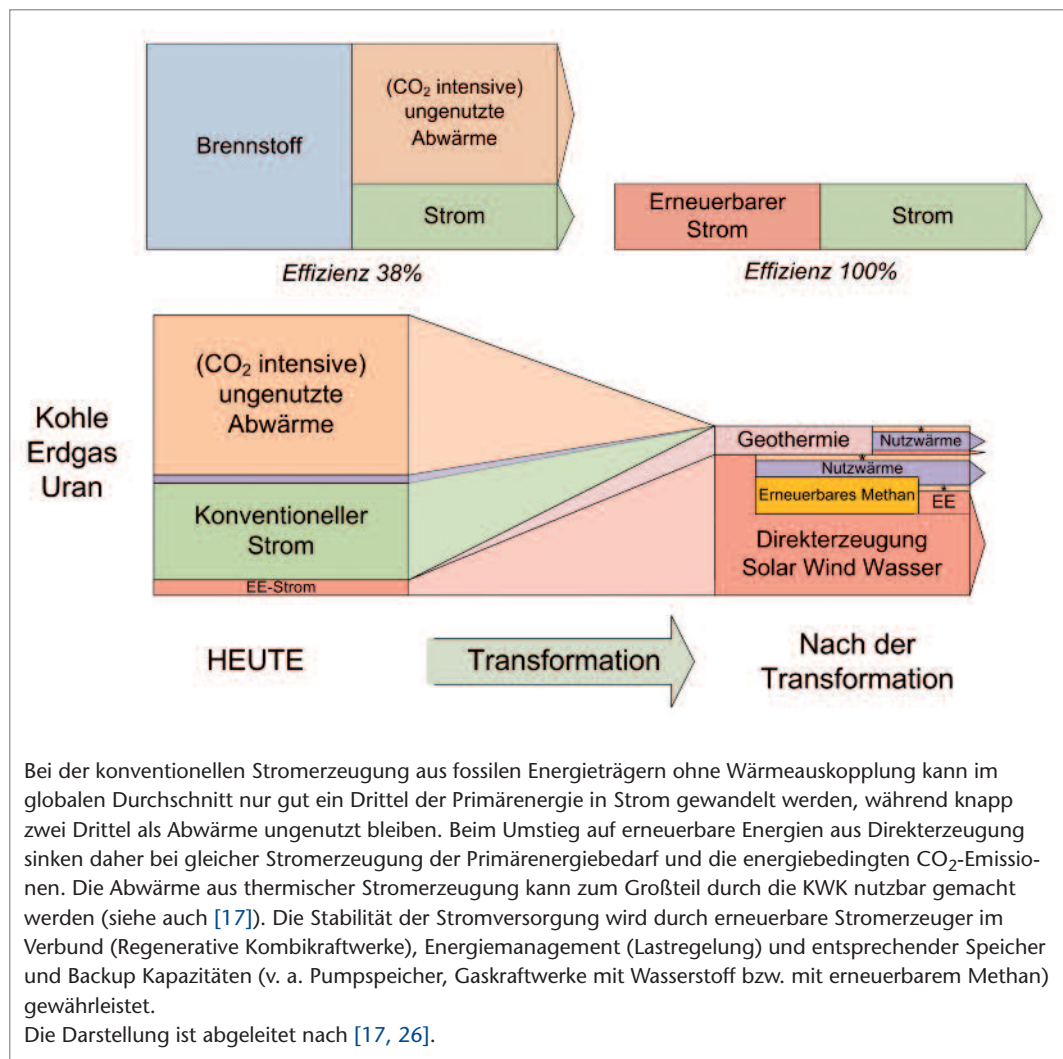 (CO₂ intensive)
ungenutzte
Abwärme
Brennstoff
Strom
Effizienz 38%
Erneuerbarer
Strom
Strom
Effizienz 100%
Kohle
Erdgas
Uran
(CO₂ intensive)
ungenutzte
Abwärme
Konventioneller
Strom
EE-Strom
Geothermie
*
Nutzwärme
*
Nutzwärme
Erneuerbares Methan
*
EE
Direkterzeugung
Solar Wind Wasser
HEUTE
Transformation
Nach der
Transformation
Bei der konventionellen Stromerzeugung aus fossilen Energieträgern ohne Wärmeauskopplung kann im
globalen Durchschnitt nur gut ein Drittel der Primärenergie in Strom gewandelt werden, während knapp
zwei Drittel als Abwärme ungenutzt bleiben. Beim Umstieg auf erneuerbare Energien aus Direkterzeugung
sinken daher bei gleicher Stromerzeugung der Primärenergiebedarf und die energiebedingten CO₂-Emissio-
nen. Die Abwärme aus thermischer Stromerzeugung kann zum Großteil durch die KWK nutzbar gemacht
werden (siehe auch [17]). Die Stabilität der Stromversorgung wird durch erneuerbare Stromerzeuger im
Verbund (Regenerative Kombikraftwerke), Energiemanagement (Lastregelung) und entsprechender Speicher
und Backup Kapazitäten (v. a. Pumpspeicher, Gaskraftwerke mit Wasserstoff bzw. mit erneuerbarem Methan)
gewährleistet.
Die Darstellung ist abgeleitet nach [17, 26].